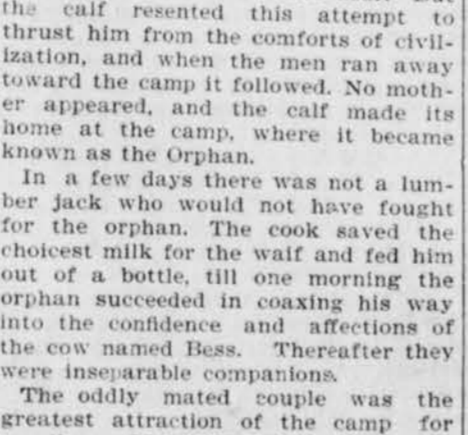 the calf resented this attempt to
thrust him from the comforts of civil-
ization, and when the men ran away
toward the camp it followed. No moth-
er appeared, and the calf made its
home at the camp, where it became
known as the Orphan.
In a few days there was not a lum-
ber jack who would not have fought
for the orphan. The cook saved the
choicest milk for the waif and fed him
out of a bottle, till one morning the
orphan succeeded in coaxing his way
into the confidence and affections of
the cow named Bess. Thereafter they
were inseparable companions.
The oddly mated couple was the
greatest attraction of the camp for